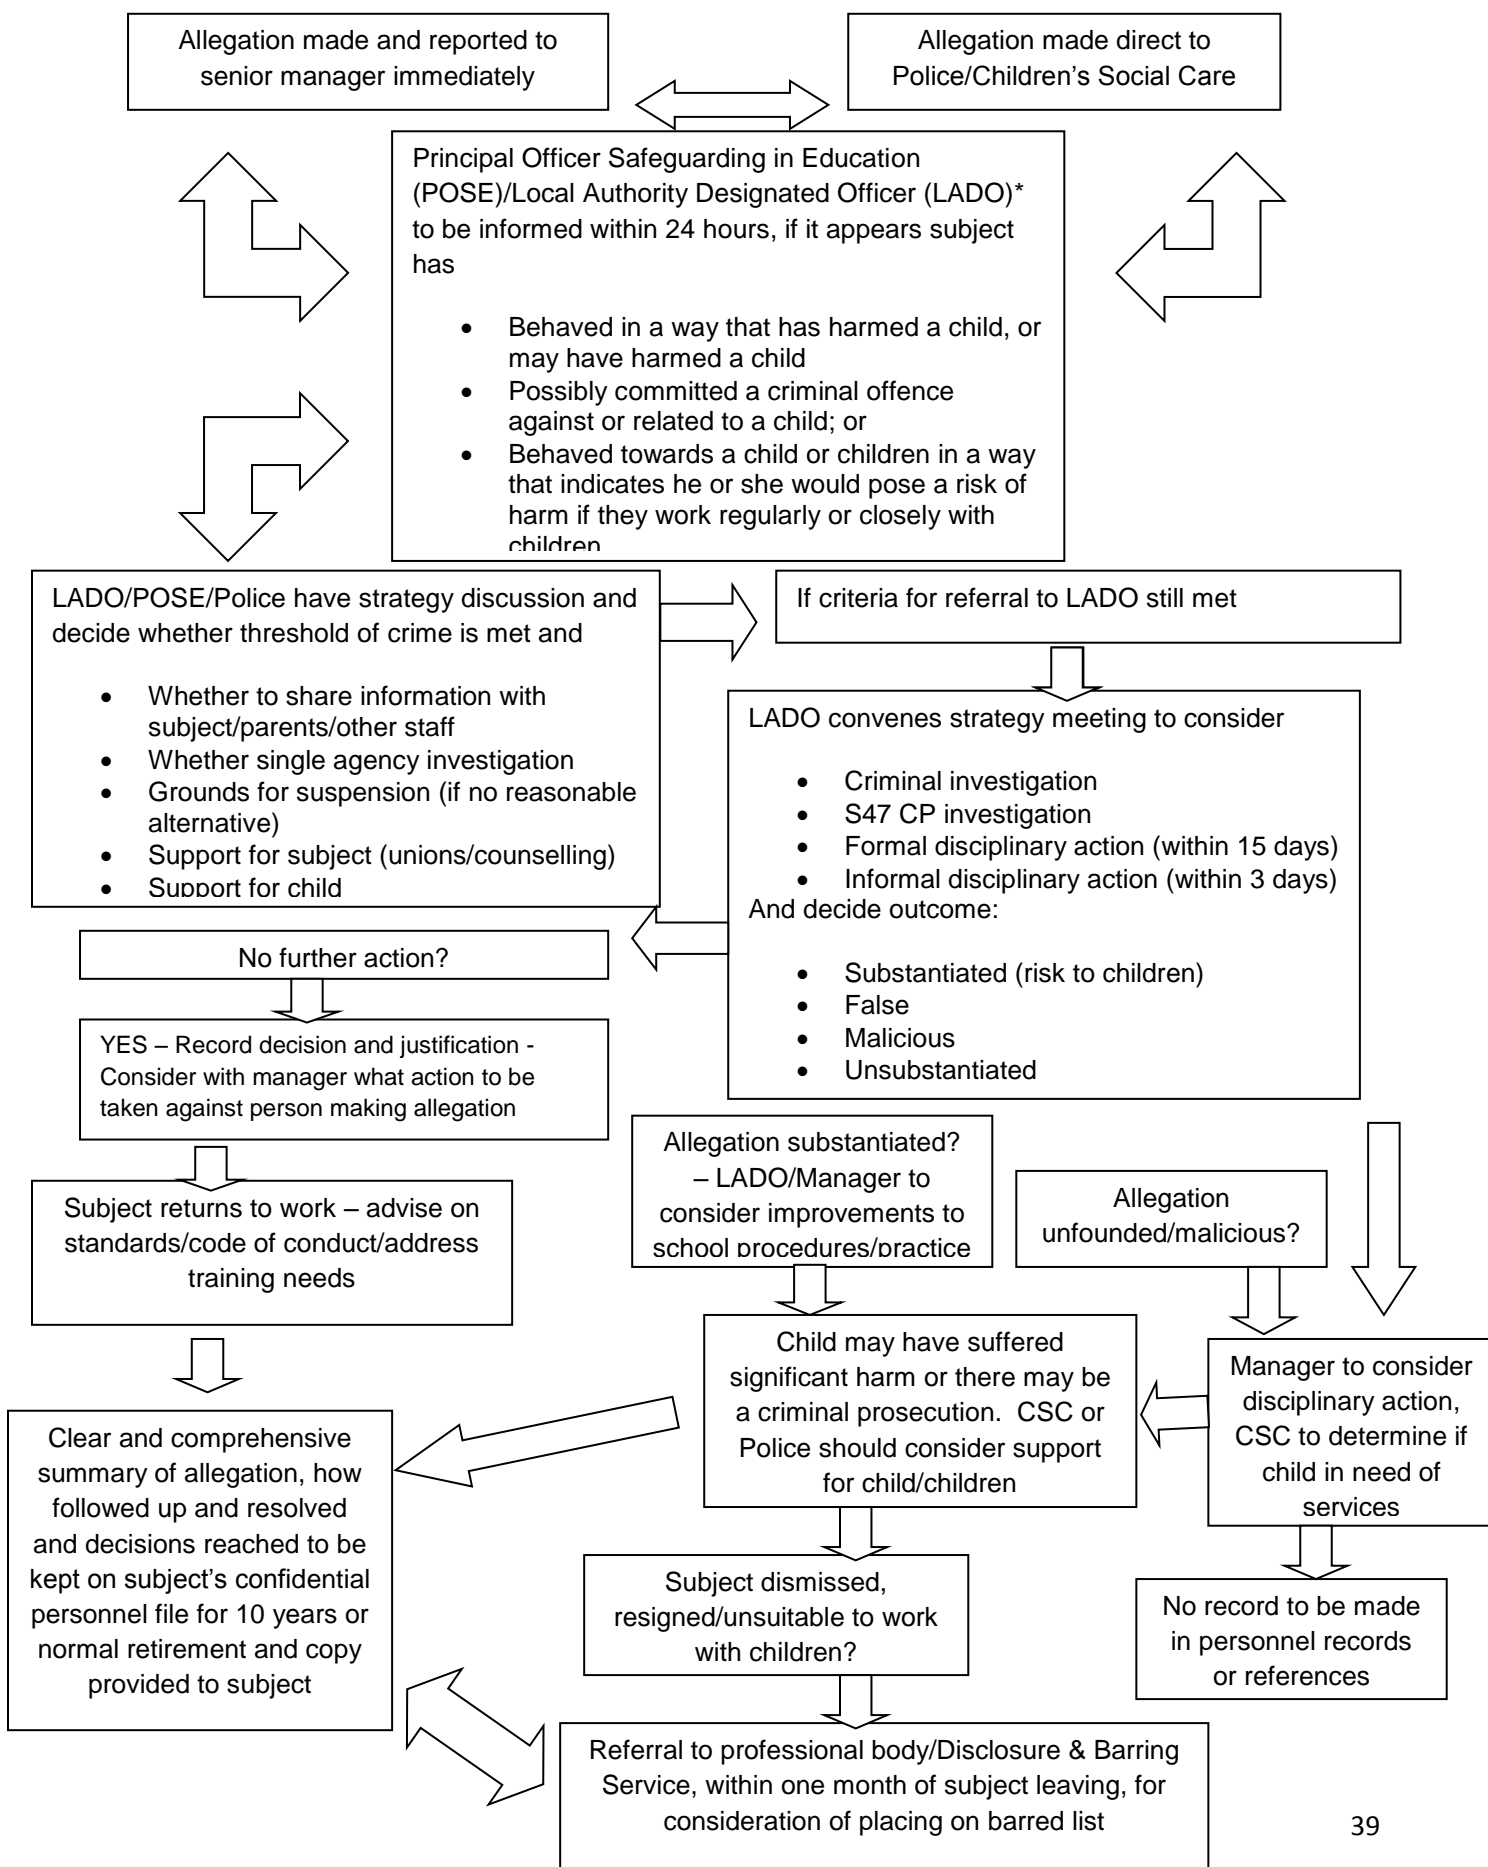 Allegation made and reported to
senior manager immediately
Allegation made direct to
Police/Children's Social Care
Principal Officer Safeguarding in Education
(POSE)/Local Authority Designated Officer (LADO)*
to be informed within 24 hours, if it appears subject
has
• Behaved in a way that has harmed a child, or
may have harmed a child
• Possibly committed a criminal offence
against or related to a child; or
• Behaved towards a child or children in a way
that indicates he or she would pose a risk of
harm if they work regularly or closely with
children
LADO/POSE/Police have strategy discussion and
decide whether threshold of crime is met and
• Whether to share information with
subject/parents/other staff
• Whether single agency investigation
• Grounds for suspension (if no reasonable
alternative)
• Support for subject (unions/counselling)
• Support for child
If criteria for referral to LADO still met
LADO convenes strategy meeting to consider
• Criminal investigation
• S47 CP investigation
• Formal disciplinary action (within 15 days)
• Informal disciplinary action (within 3 days)
And decide outcome:
• Substantiated (risk to children)
• False
• Malicious
• Unsubstantiated
No further action?
YES – Record decision and justification -
Consider with manager what action to be
taken against person making allegation
Subject returns to work – advise on
standards/code of conduct/address
training needs
Allegation substantiated?
– LADO/Manager to
consider improvements to
school procedures/practice
Allegation
unfounded/malicious?
Child may have suffered
significant harm or there may be
a criminal prosecution.  CSC or
Police should consider support
for child/children
Manager to consider
disciplinary action,
CSC to determine if
child in need of
services
Clear and comprehensive
summary of allegation, how
followed up and resolved
and decisions reached to be
kept on subject's confidential
personnel file for 10 years or
normal retirement and copy
provided to subject
Subject dismissed,
resigned/unsuitable to work
with children?
No record to be made
in personnel records
or references
Referral to professional body/Disclosure & Barring
Service, within one month of subject leaving, for
consideration of placing on barred list
39